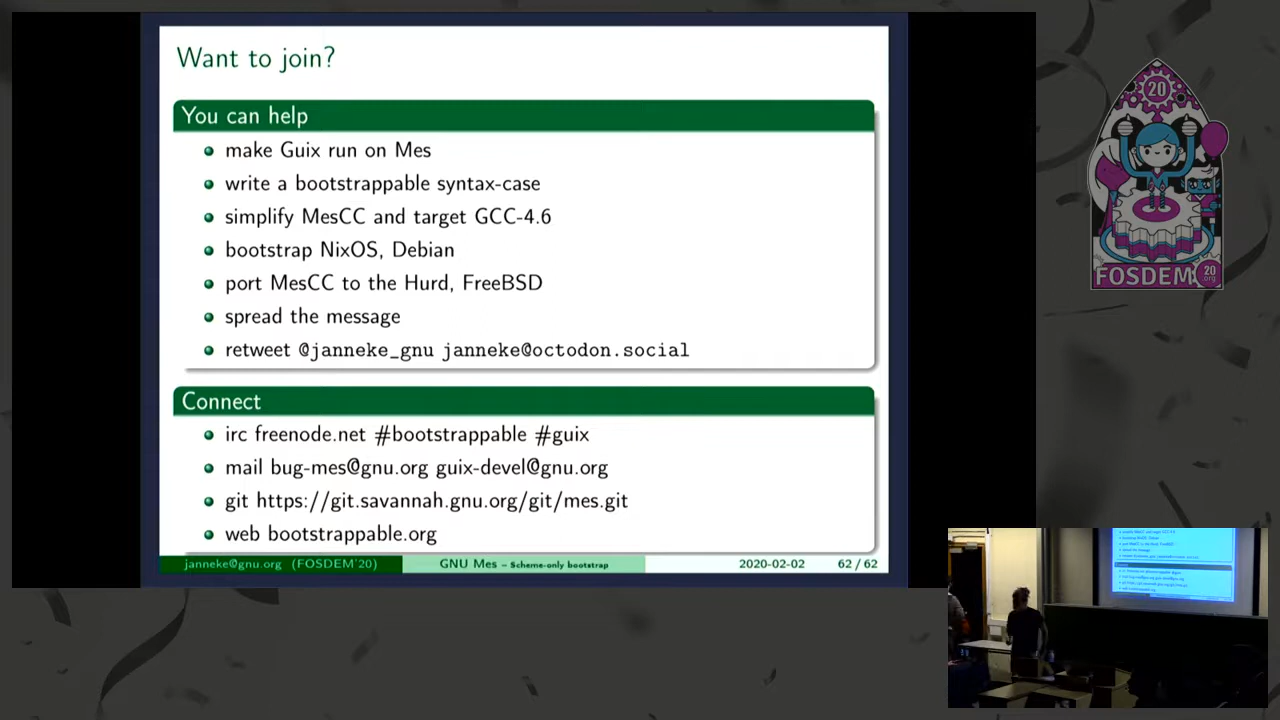 Want to join?
You can help
make Guix run on Mes
write a bootstrappable syntax-case
simplify MesCC and target GCC-4.6
bootstrap NixOS, Debian
port MesCC to the Hurd, FreeBSD
spread the message
retweet @janneke_gnu janneke@octodon.social
Connect
irc freenode.net #bootstrappable #guix
mail bug-mes@gnu.org guix-devel@gnu.org
git https://git.savannah.gnu.org/git/mes.git
web bootstrappable.org
janneke@gnu.org (FOSDEM'20) GNU Mes – Scheme-only bootstrap 2020-02-02 62 / 62
20
FOSDEM 20
.org